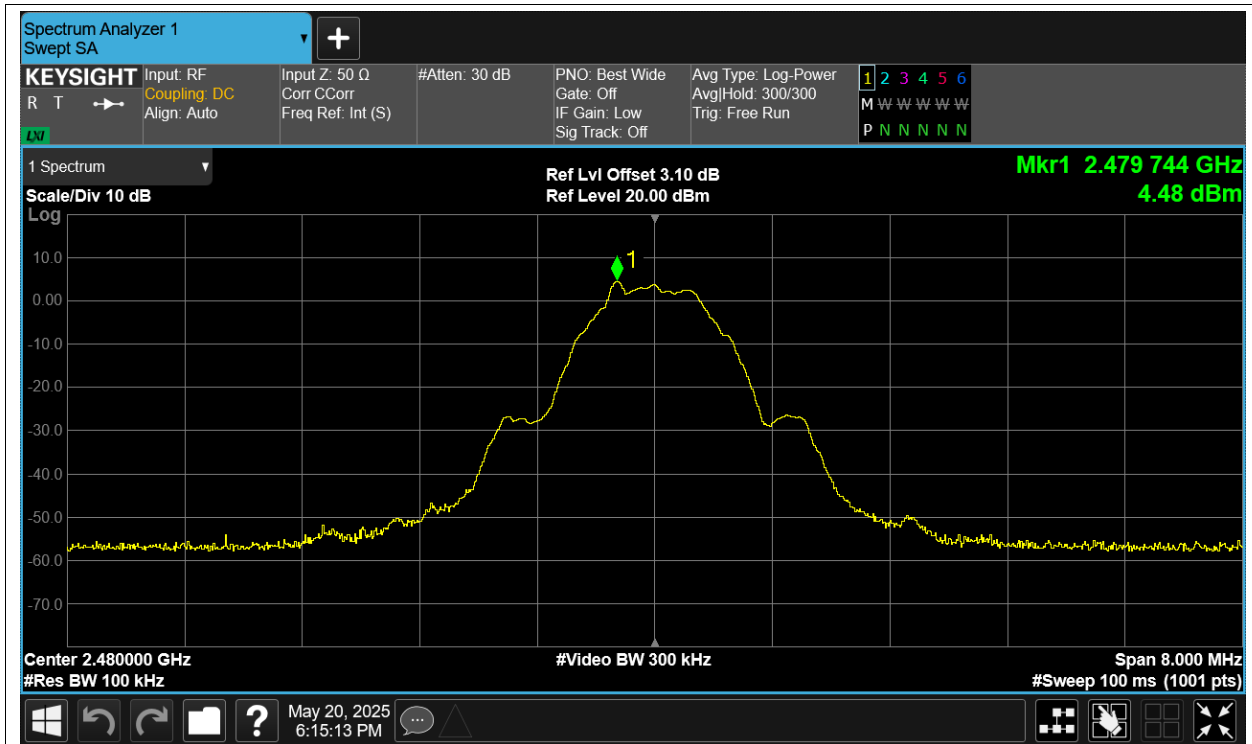 Spectrum Analyzer 1
Swept SA
KEYSIGHT
R T
LXI
Input: RF
Coupling: DC
Align: Auto
Input Z: 50 Ω
Corr CCorr
Freq Ref: Int (S)
#Atten: 30 dB
PNO: Best Wide
Gate: Off
IF Gain: Low
Sig Track: Off
Avg Type: Log-Power
Avg|Hold: 300/300
Trig: Free Run
1 2 3 4 5 6
M W W W W W
P N N N N N
1 Spectrum
Scale/Div 10 dB
Log
Ref Lvl Offset 3.10 dB
Ref Level 20.00 dBm
Mkr1 2.479 744 GHz
4.48 dBm
1
10.0
0.00
-10.0
-20.0
-30.0
-40.0
-50.0
-60.0
-70.0
Center 2.480000 GHz
#Res BW 100 kHz
#Video BW 300 kHz
Span 8.000 MHz
#Sweep 100 ms (1001 pts)
?
May 20, 2025
6:15:13 PM